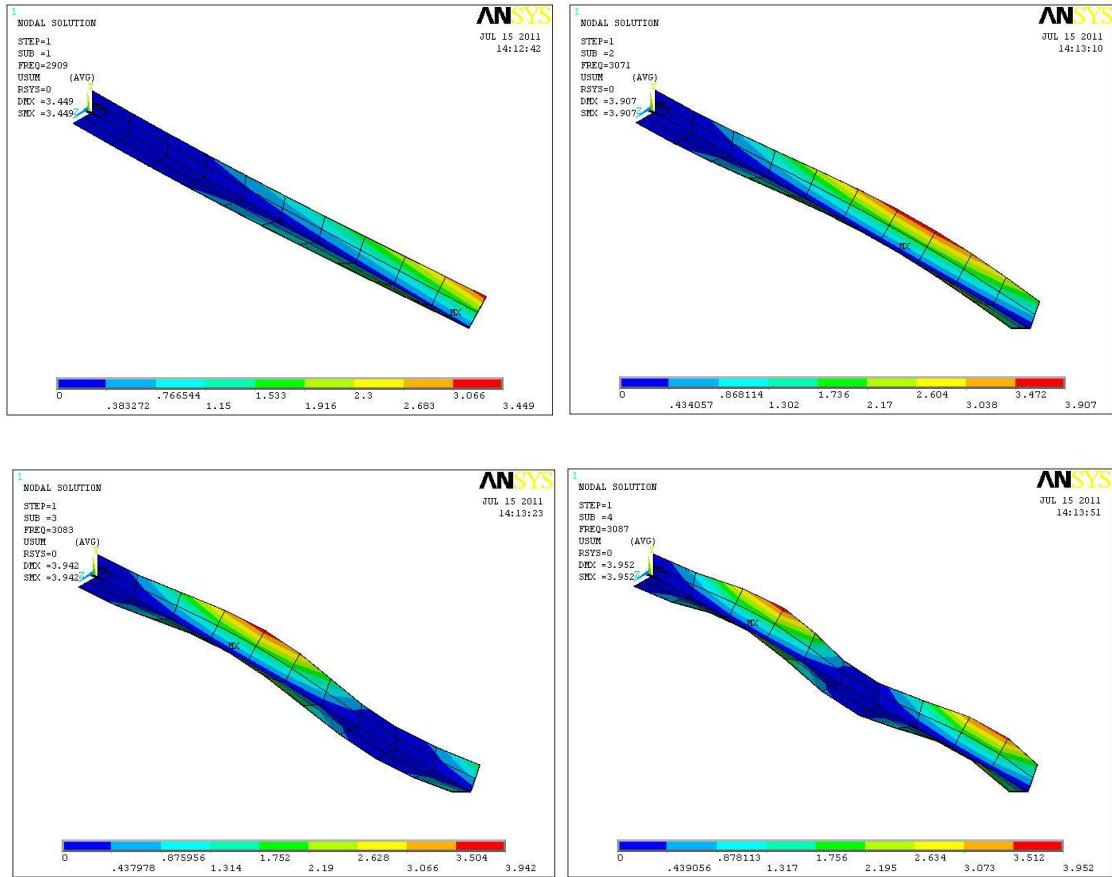 1
NODAL SOLUTION
STEP=1
SUB =1
FREQ=2909
USUM (AVG)
RSYS=0
DMX =3.449
SMX =3.449
ANSYS
JUL 15 2011
14:12:42
Y
Z
MX
0 .766544 1.533 2.3 3.066
.383272 1.15 1.916 2.683 3.449
1
NODAL SOLUTION
STEP=1
SUB =2
FREQ=3071
USUM (AVG)
RSYS=0
DMX =3.907
SMX =3.907
ANSYS
JUL 15 2011
14:13:10
Z
MX
0 .868114 1.736 2.604 3.472
.434057 1.302 2.17 3.038 3.907
1
NODAL SOLUTION
STEP=1
SUB =3
FREQ=3083
USUM (AVG)
RSYS=0
DMX =3.942
SMX =3.942
ANSYS
JUL 15 2011
14:13:23
Z
MX
0 .875956 1.752 2.628 3.504
.437978 1.314 2.19 3.066 3.942
1
NODAL SOLUTION
STEP=1
SUB =4
FREQ=3087
USUM (AVG)
RSYS=0
DMX =3.952
SMX =3.952
ANSYS
JUL 15 2011
14:13:51
Z
MX
0 .878113 1.756 2.634 3.512
.439056 1.317 2.195 3.073 3.952